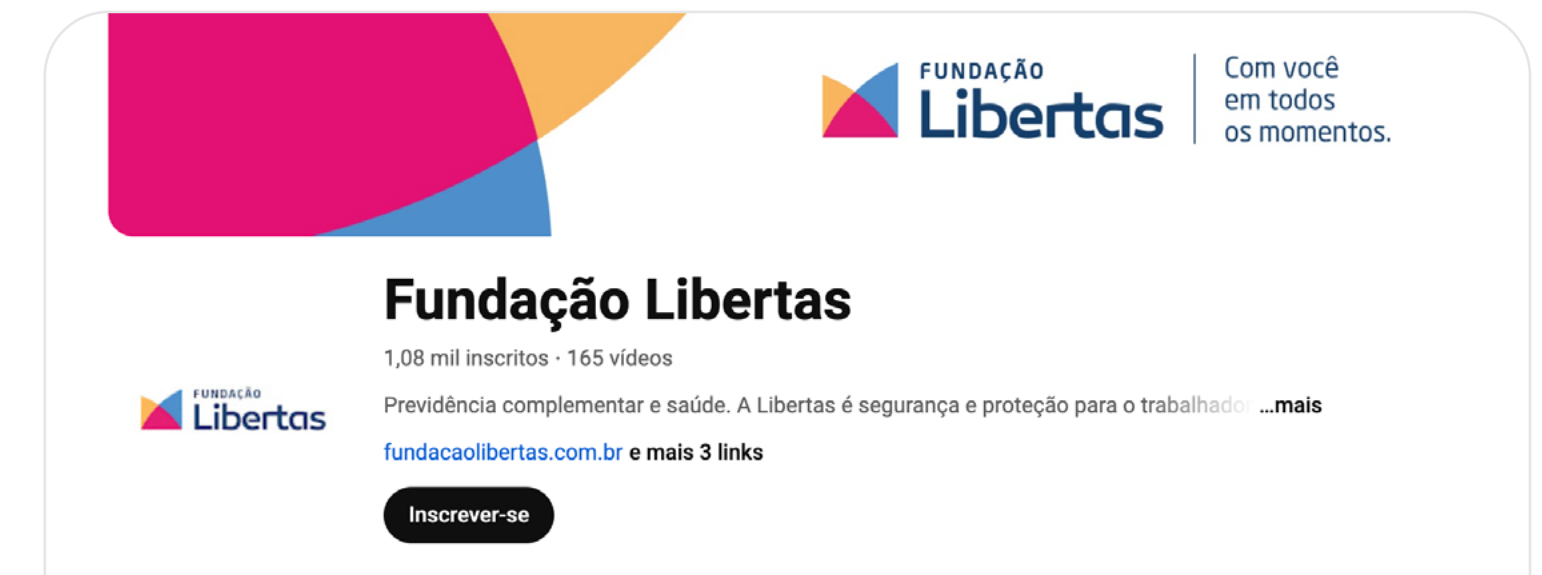 FUNDAÇÃO
Libertas
Com você
em todos
os momentos.
Fundação Libertas
1,08 mil inscritos · 165 vídeos
FUNDAÇÃO
Libertas
Previdência complementar e saúde. A Libertas é segurança e proteção para o trabalhador ...mais
fundacaolibertas.com.br e mais 3 links
Inscrever-se